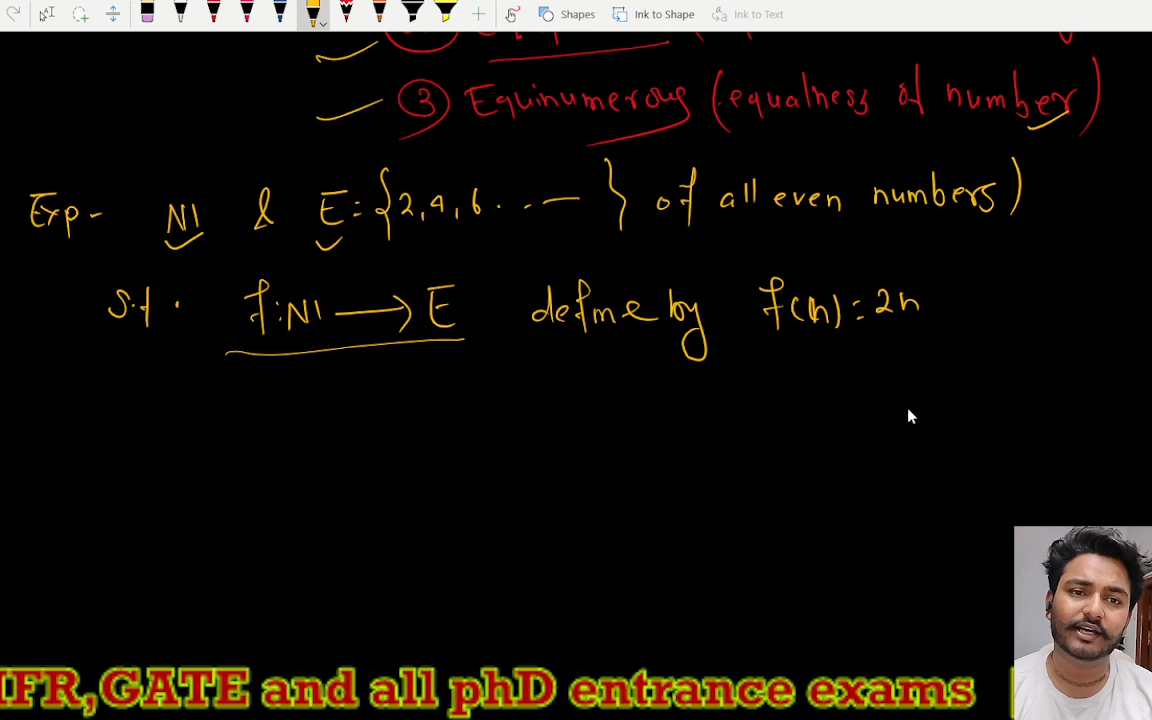 Shapes Ink to Shape Ink to Text
③ Equinumerous (equalness of number)
Exp- N & E = {2, 4, 6 . . . — } of all even numbers)
S.t. f: N → E define by f(n) = 2n
IFR,GATE and all phD entrance exams